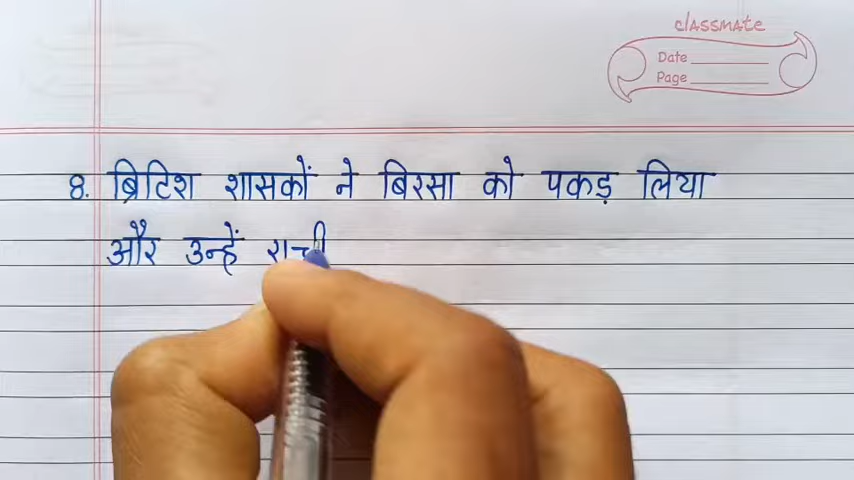 classmate
Date
Page
8. ब्रिटिश शासकों ने बिरसा को पकड़ लिया
और उन्हें राची